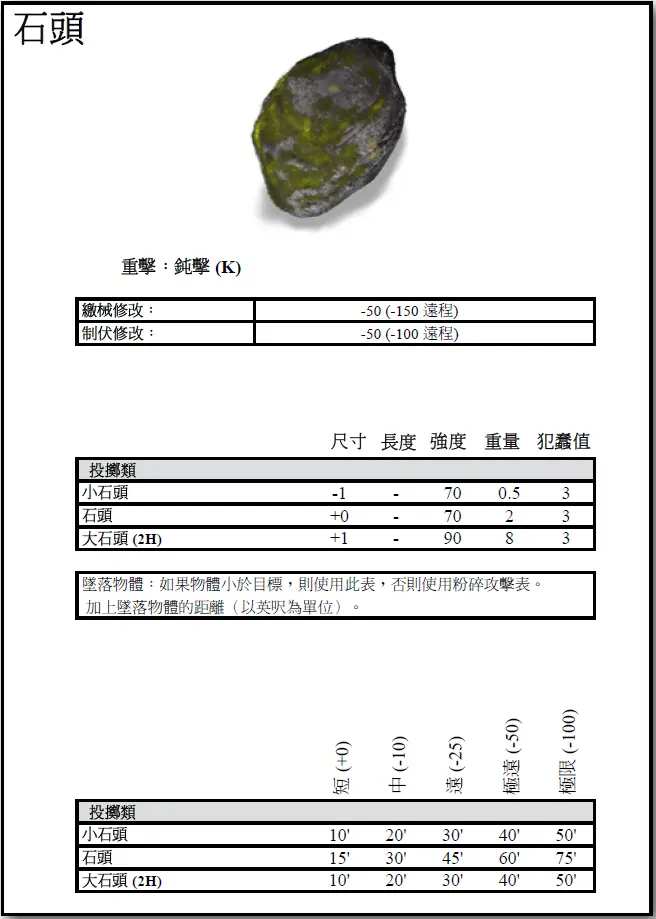 石頭
重擊：鈍擊 (K)
繳械修改： -50 (-150 遠程)
制伏修改： -50 (-100 遠程)
尺寸 長度 強度 重量 犯蠢值
投擲類
小石頭 -1 - 70 0.5 3
石頭 +0 - 70 2 3
大石頭 (2H) +1 - 90 8 3
墜落物體：如果物體小於目標，則使用此表，否則使用粉碎攻擊表。
加上墜落物體的距離（以英呎為單位）。
短 (+0) 中 (-10) 遠 (-25) 極遠 (-50) 極限 (-100)
投擲類
小石頭 10' 20' 30' 40' 50'
石頭 15' 30' 45' 60' 75'
大石頭 (2H) 10' 20' 30' 40' 50'